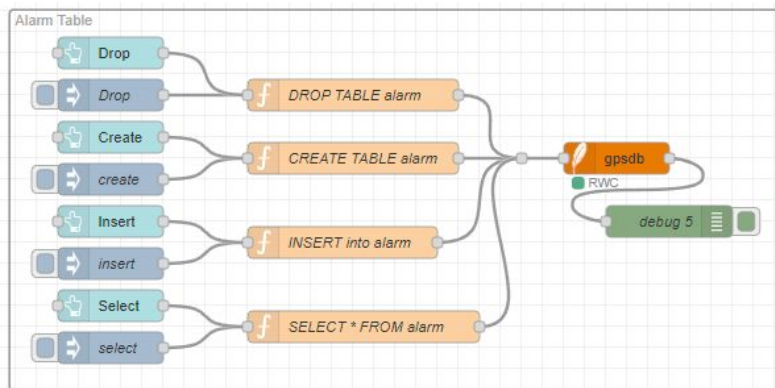 Alarm Table
Drop
Drop
DROP TABLE alarm
Create
create
CREATE TABLE alarm
gpsdb
RWC
Insert
insert
INSERT into alarm
debug 5
Select
select
SELECT * FROM alarm